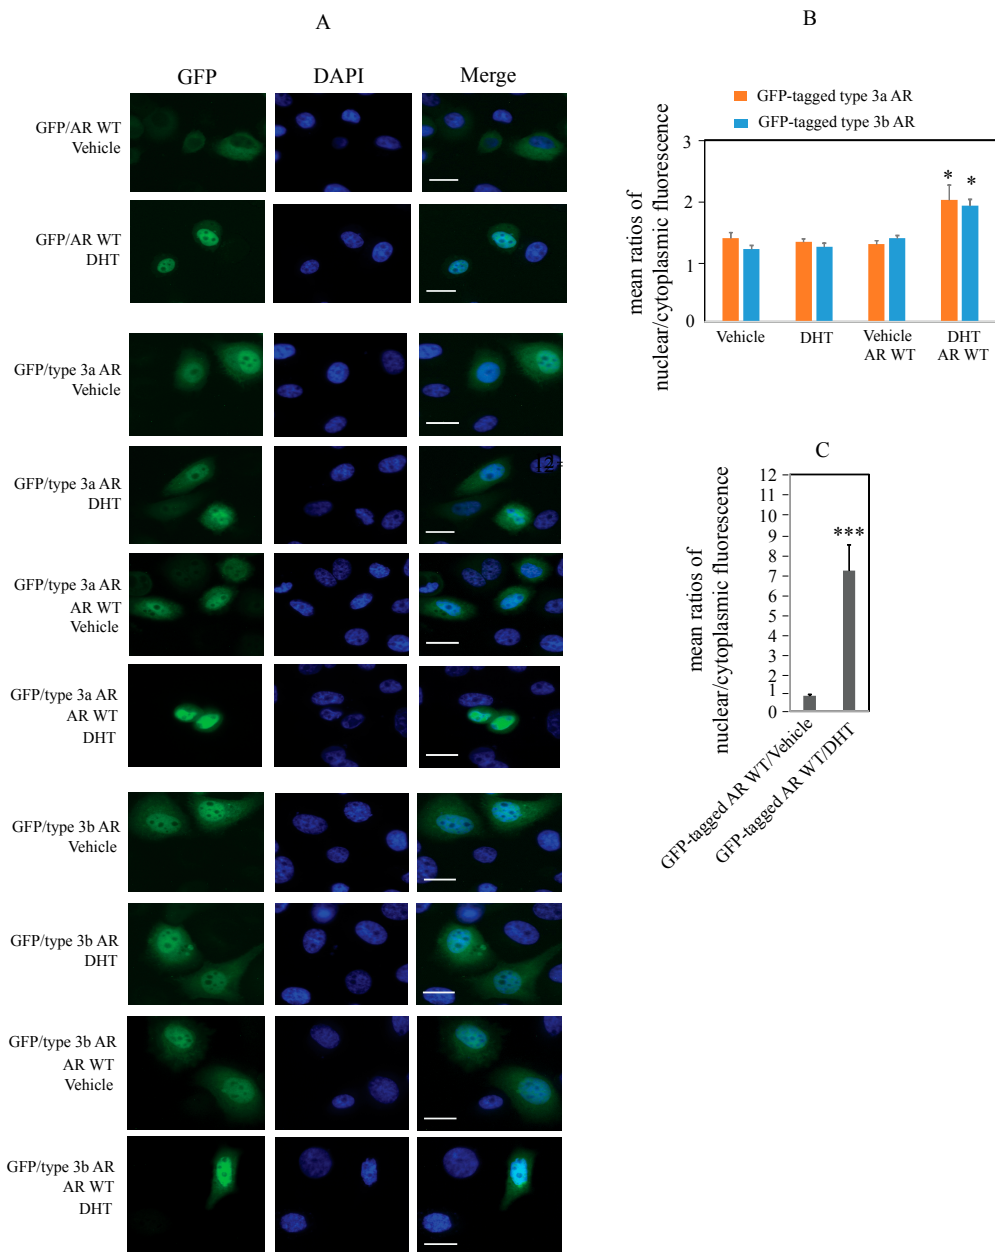 A
GFP
DAPI
Merge
GFP/AR WT
Vehicle
GFP/AR WT
DHT
GFP/type 3a AR
Vehicle
GFP/type 3a AR
DHT
GFP/type 3a AR
AR WT
Vehicle
GFP/type 3a AR
AR WT
DHT
GFP/type 3b AR
Vehicle
GFP/type 3b AR
DHT
GFP/type 3b AR
AR WT
Vehicle
GFP/type 3b AR
AR WT
DHT
B
GFP-tagged type 3a AR
GFP-tagged type 3b AR
mean ratios of
nuclear/cytoplasmic fluorescence
3
2
1
0
* *
Vehicle
DHT
Vehicle
AR WT
DHT
AR WT
C
mean ratios of
nuclear/cytoplasmic fluorescence
12
11
10
9
8
7
6
5
4
3
2
1
0
***
GFP-tagged AR WT/Vehicle
GFP-tagged AR WT/DHT